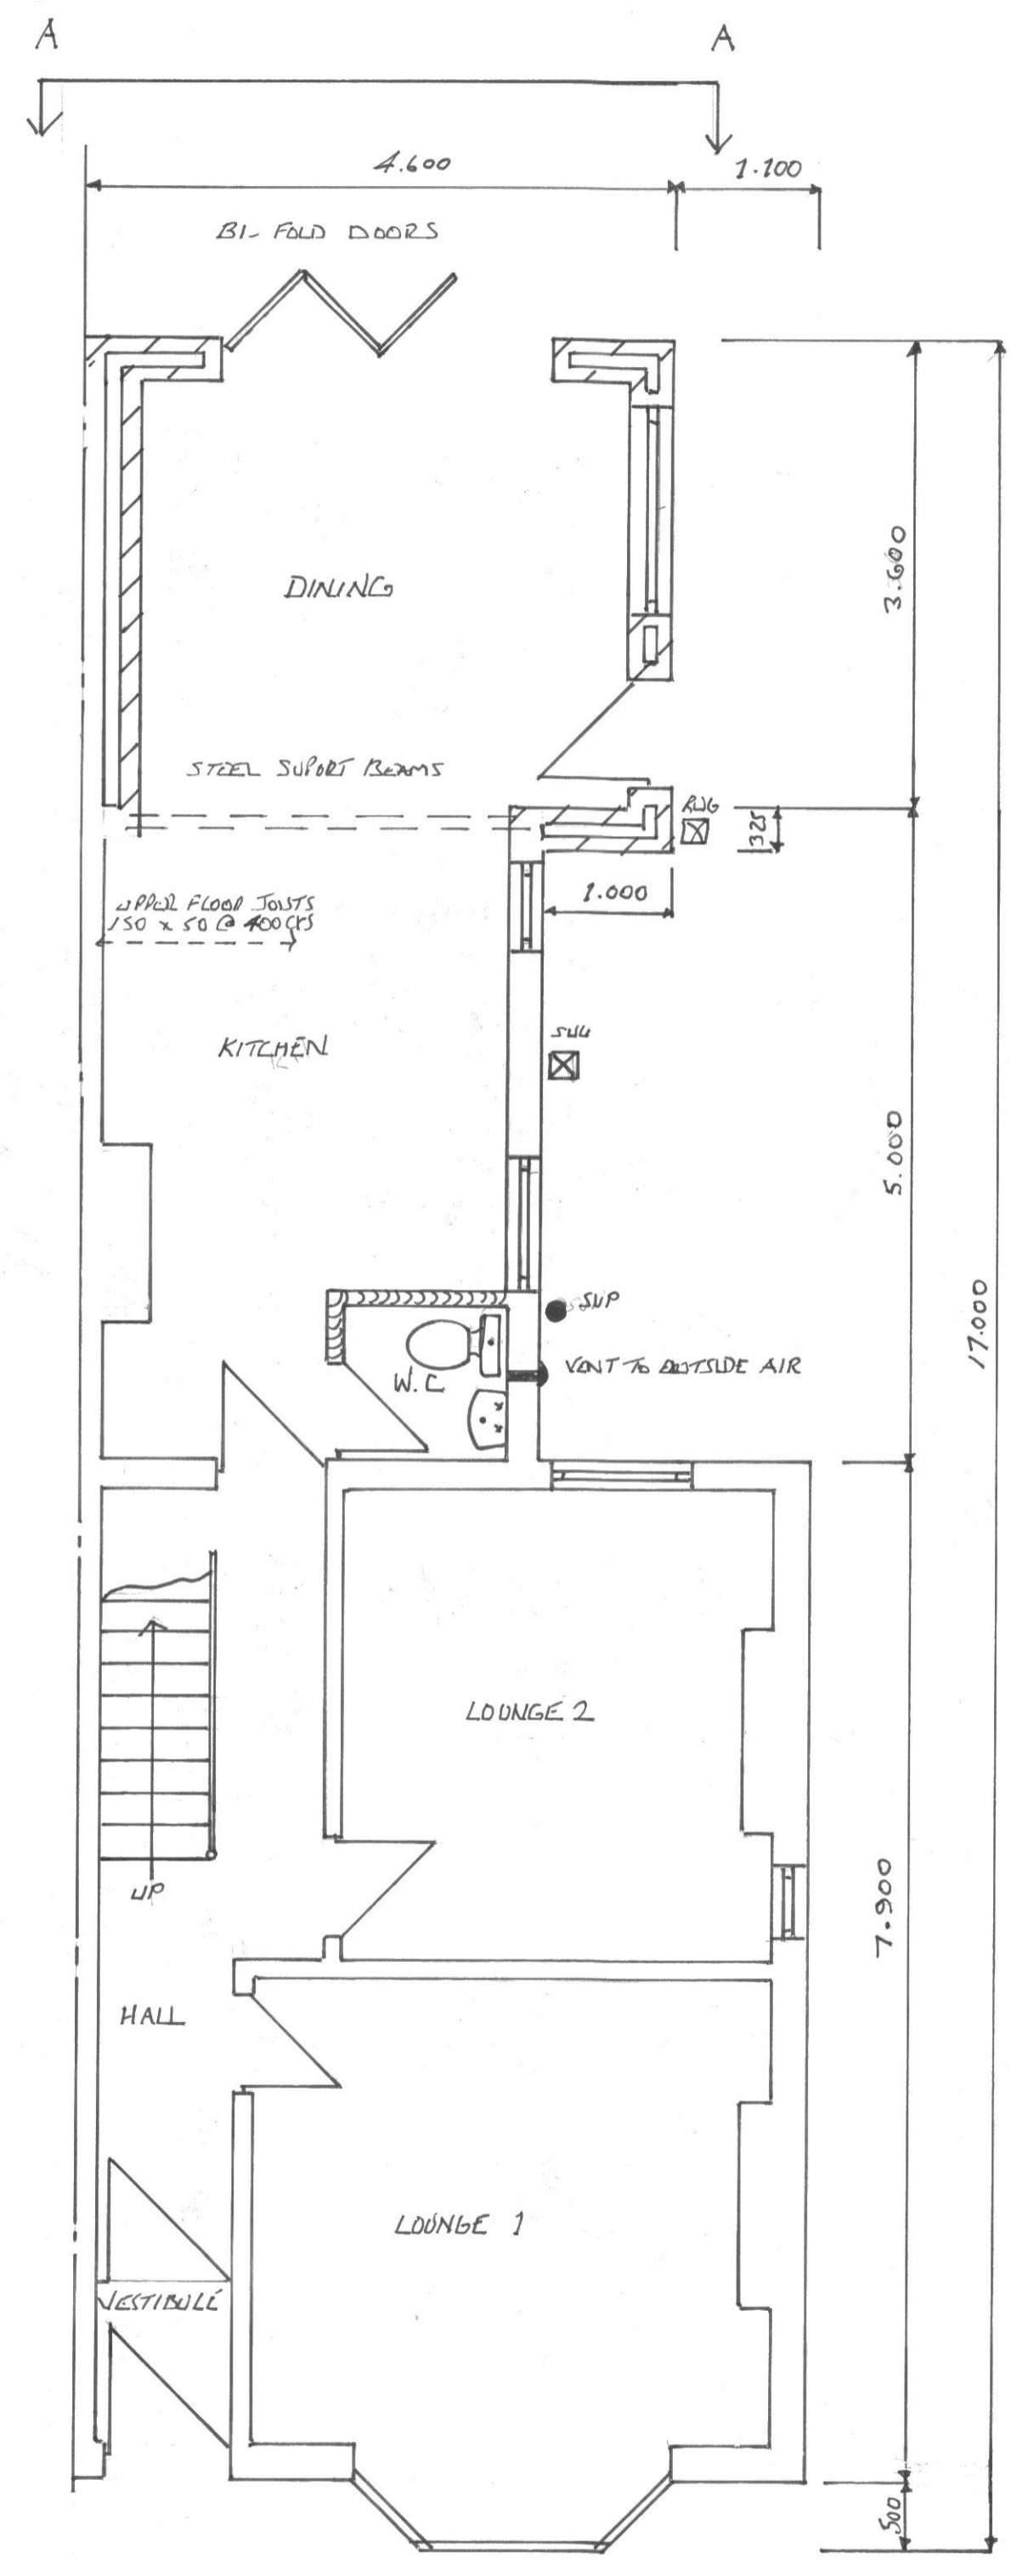 A
A
4.600
1.100
BI- FOLD DOORS
3.600
DINING
STEEL SUPORT BEAMS
RWG
325
UPPER FLOOR JOISTS
150 x 50 @ 400 CRS
1.000
KITCHEN
5.000
17.000
SVP
VENT TO OUTSIDE AIR
W.C
LOUNGE 2
UP
7.900
HALL
LOUNGE 1
VESTIBULE
500